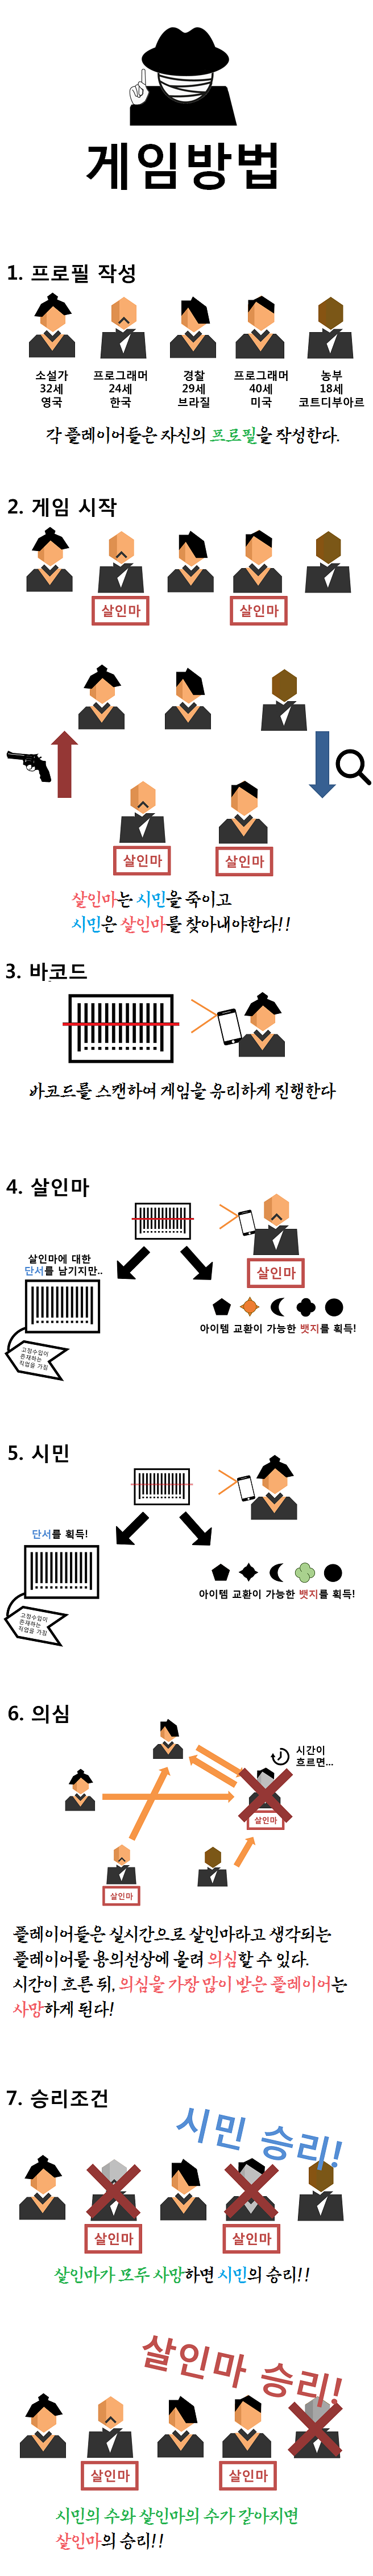 게임방법
1. 프로필 작성
소설가 프로그래머 경찰 프로그래머 농부
32세 24세 29세 40세 18세
영국 한국 브라질 미국 코트디부아르
각 플레이어들은 자신의 프로필을 작성한다.
2. 게임 시작
살인마 살인마
살인마 살인마
살인마는 시민을 죽이고
시민은 살인마를 찾아내야한다!!
3. 바코드
바코드를 스캔하여 게임을 유리하게 진행한다
4. 살인마
살인마에 대한
단서를 남기지만..
살인마
아이템 교환이 가능한 뱃지를 획득!
고정수입이
존재하는
직업을 가짐
5. 시민
단서를 획득!
아이템 교환이 가능한 뱃지를 획득!
고정수입이
존재하는
직업을 가짐
6. 의심
시간이
흐르면...
살인마
살인마
플레이어들은 실시간으로 살인마라고 생각되는
플레이어를 용의선상에 올려 의심할 수 있다.
시간이 흐른 뒤, 의심을 가장 많이 받은 플레이어는
사망하게 된다!
7. 승리조건
시민 승리!
살인마 살인마
살인마가 모두 사망하면 시민의 승리!!
살인마 승리!
살인마 살인마
시민의 수와 살인마의 수가 같아지면
살인마의 승리!!